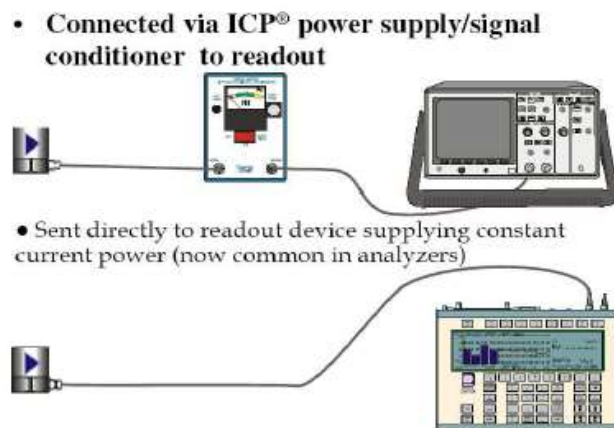 • Connected via ICP® power supply/signal
conditioner to readout
● Sent directly to readout device supplying constant
current power (now common in analyzers)